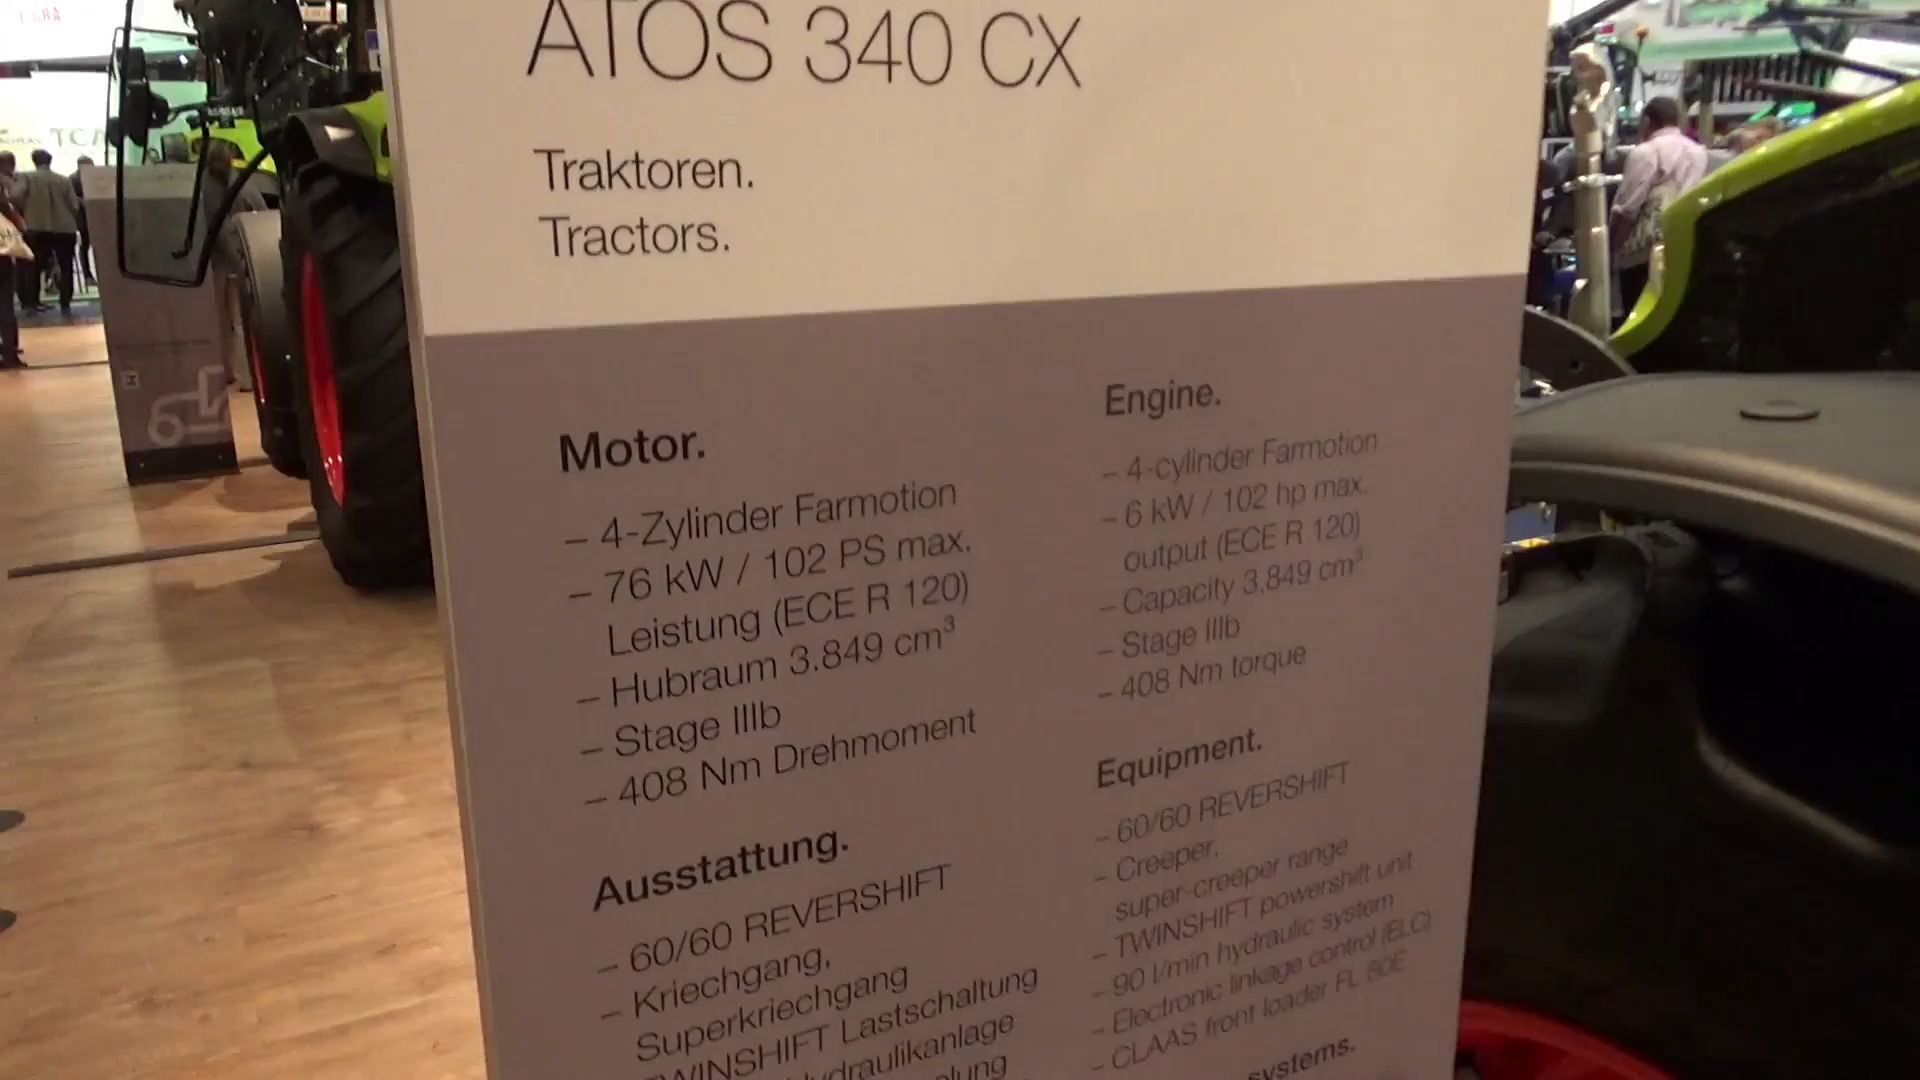 ATOS 340 CX
Traktoren.
Tractors.
Motor.
– 4-Zylinder Farmotion
– 76 kW / 102 PS max.
Leistung (ECE R 120)
– Hubraum 3.849 cm³
– Stage IIIb
– 408 Nm Drehmoment
Ausstattung.
– 60/60 REVERSHIFT
– Kriechgang,
Superkriechgang
TWINSHIFT Lastschaltung
Engine.
– 4-cylinder Farmotion
– 6 kW / 102 hp max.
output (ECE R 120)
– Capacity 3,849 cm³
– Stage IIIb
– 408 Nm torque
Equipment.
– 60/60 REVERSHIFT
– Creeper,
super-creeper range
– TWINSHIFT powershift unit
– 90 l/min hydraulic system
– Electronic linkage control (ELC)
– CLAAS front loader FL 80E
systems.